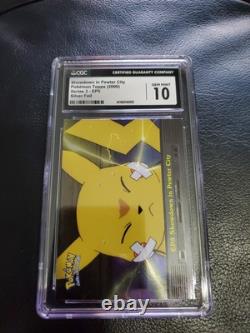 CGC
CERTIFIED GUARANTY COMPANY
Showdown in Pewter City
Pokémon Topps (2000)
Series 2 - EP5
Silver Foil
GEM MINT
10
EP5 Showdown in Pewter City
POKÉMON